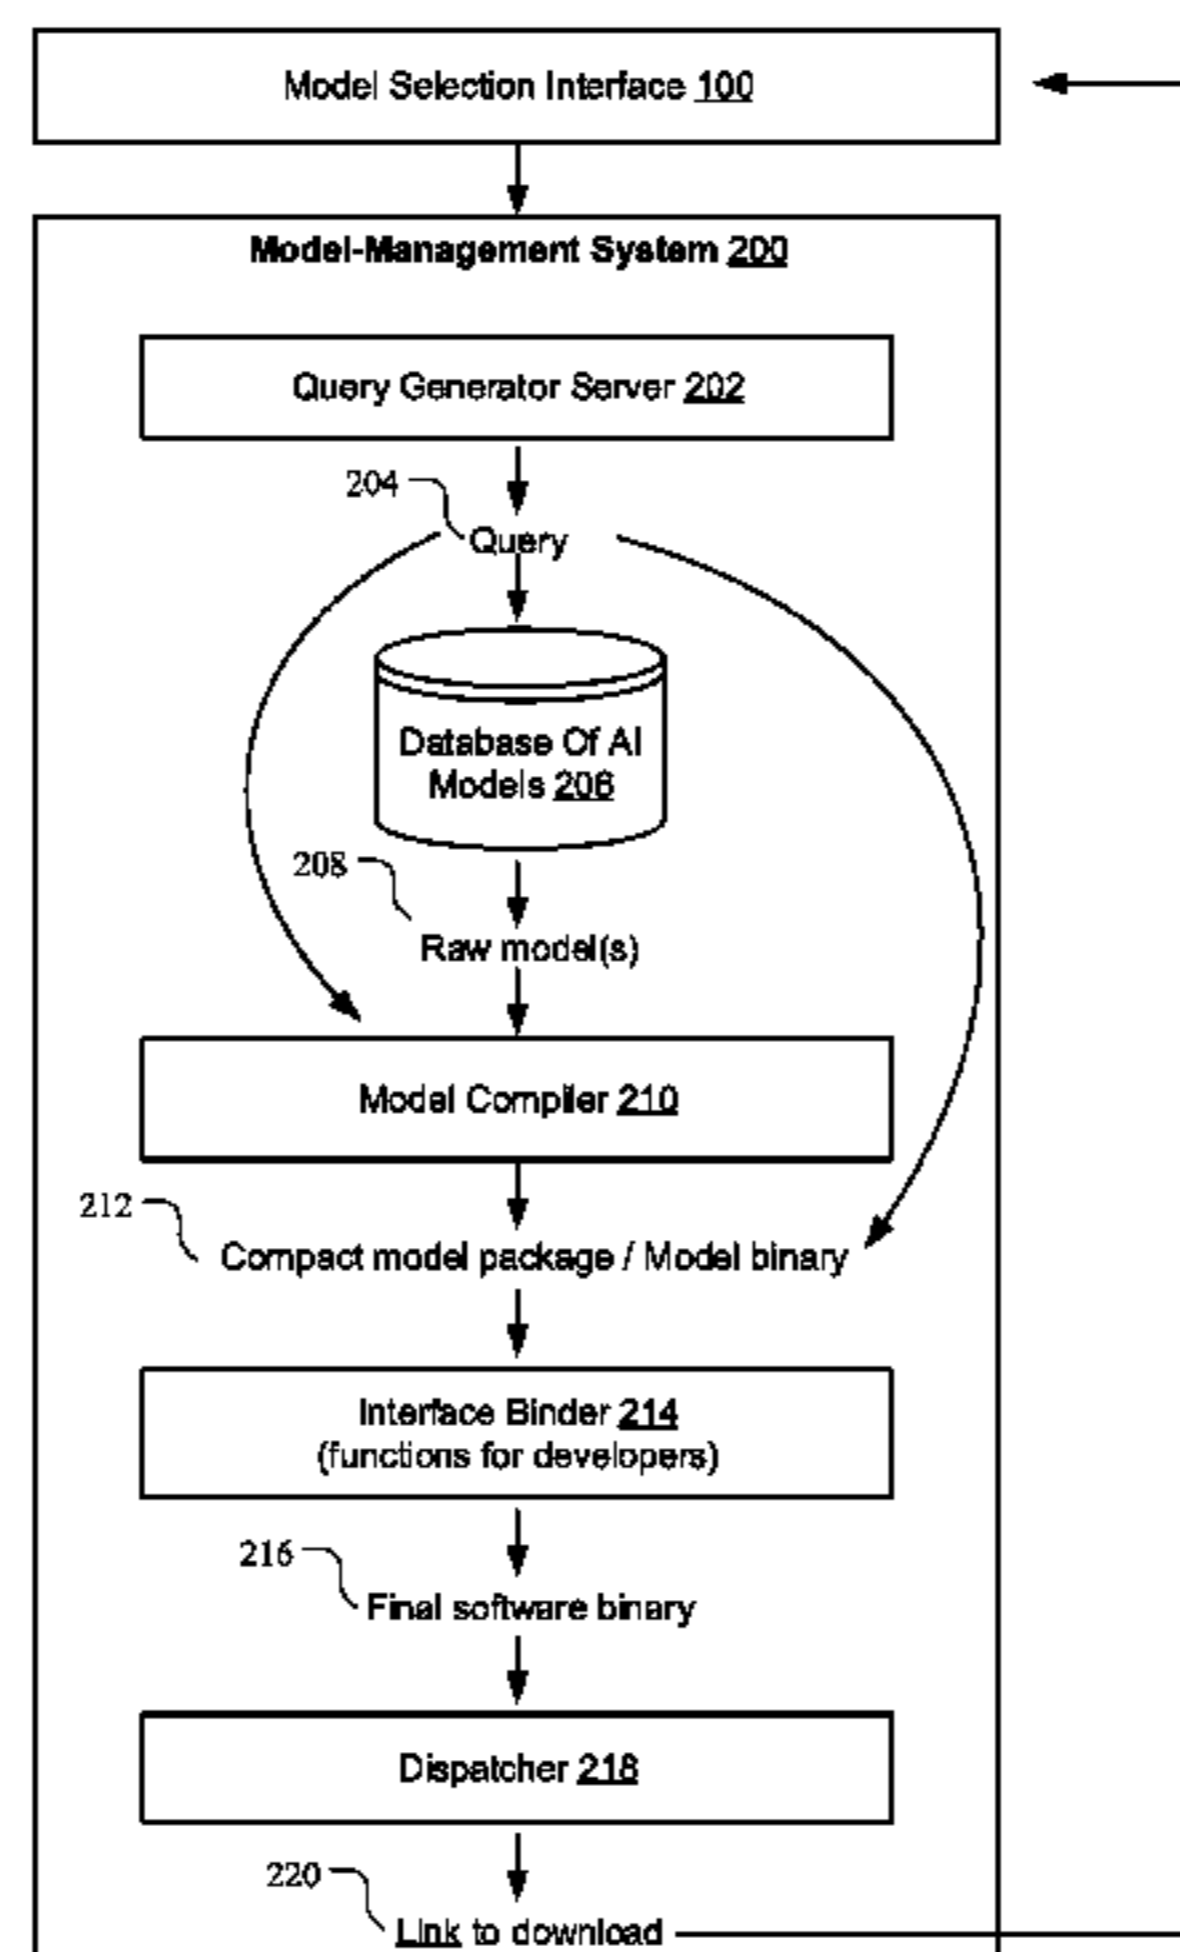 Model Selection Interface 100
Model-Management System 200
Query Generator Server 202
204
Query
Database Of AI
Models 206
208
Raw model(s)
Model Compiler 210
212
Compact model package / Model binary
Interface Binder 214
(functions for developers)
216
Final software binary
Dispatcher 218
220
Link to download